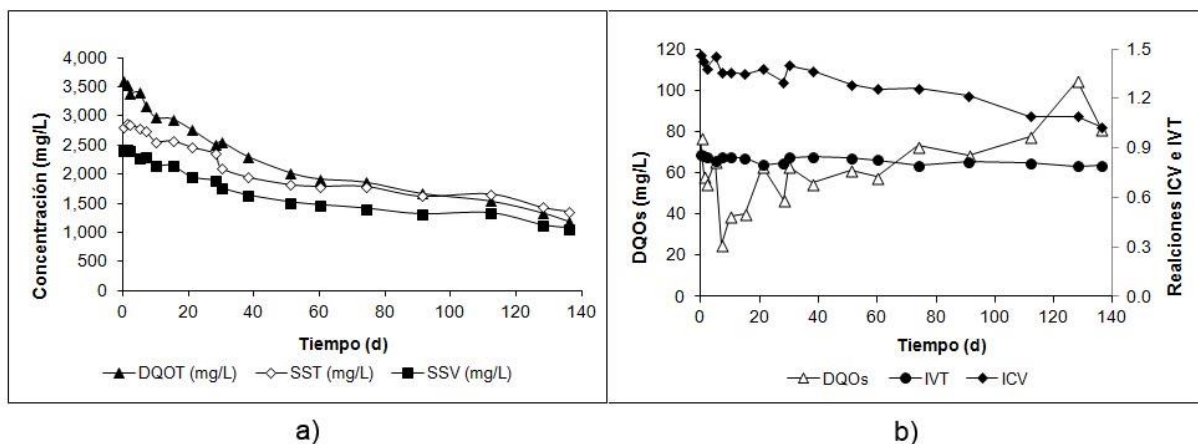 4,000
3,500
3,000
2,500
2,000
1,500
1,000
500
0
Concentración (mg/L)
0 20 40 60 80 100 120 140
Tiempo (d)
DQOT (mg/L) SST (mg/L) SSV (mg/L)
a)
120
100
80
60
40
20
0
DQOs (mg/L)
1.5
1.2
0.9
0.6
0.3
0.0
Realciones ICV e IVT
0 20 40 60 80 100 120 140
Tiempo (d)
DQOs IVT ICV
b)